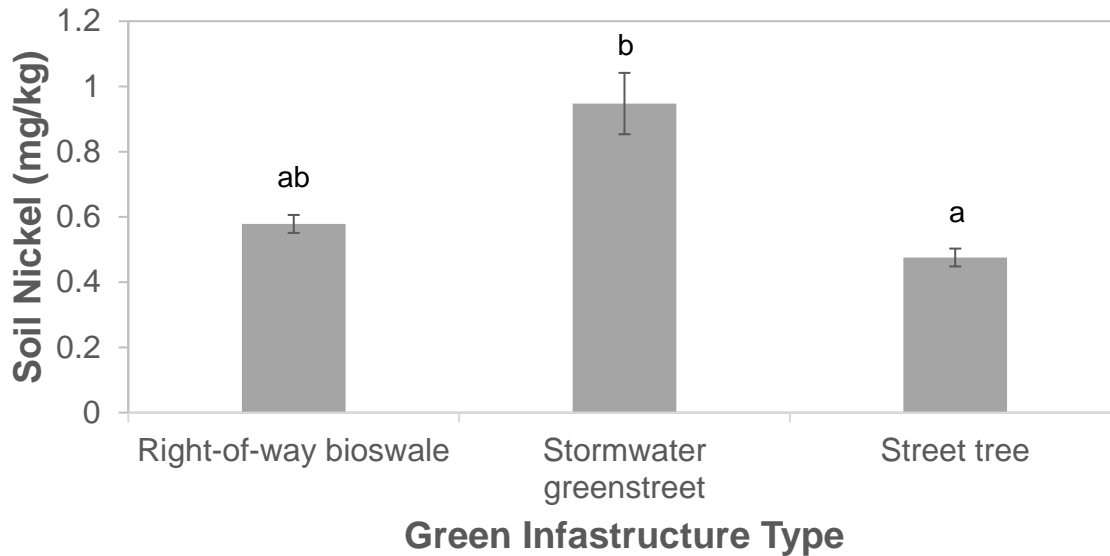 Soil Nickel (mg/kg)
1.2
1
0.8
0.6
0.4
0.2
0
ab
b
a
Right-of-way bioswale
Stormwater
greenstreet
Street tree
Green Infastructure Type